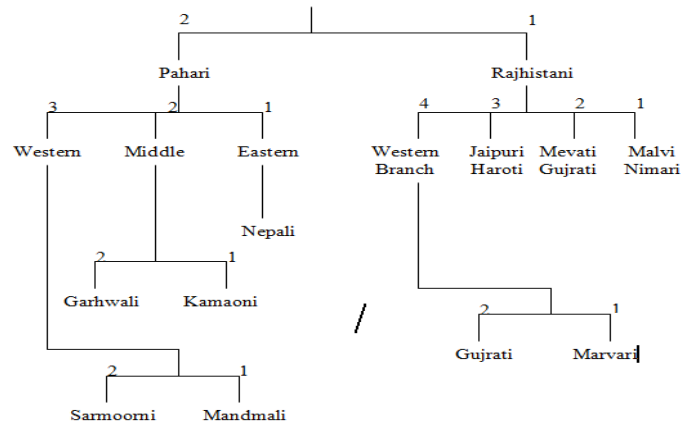 2 1
Pahari Rajhistani
3 2 1 4 3 2 1
Western Middle Eastern Western Jaipuri Mevati Malvi
Branch Haroti Gujrati Nimari
Nepali
2 1
Garhwali Kamaoni
2 1
/
Gujrati Marvari
2 1
Sarmoorni Mandmali